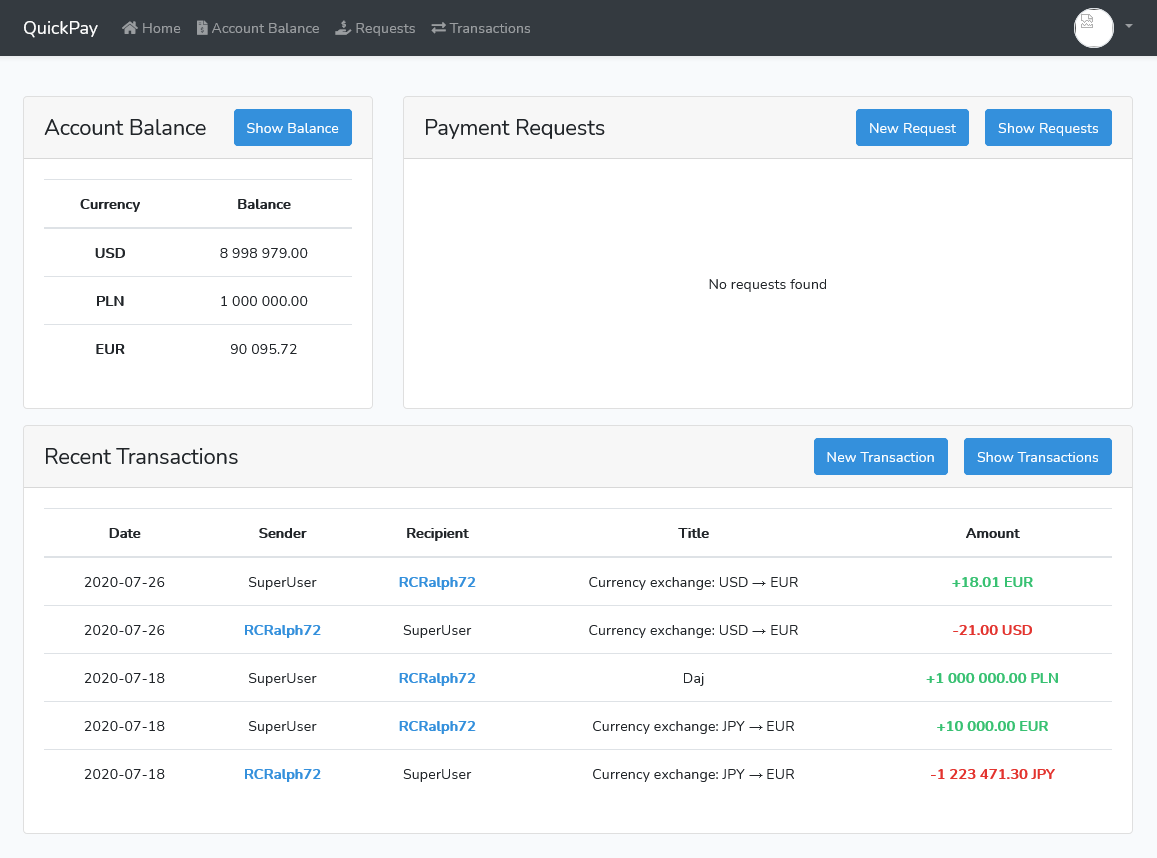 QuickPay Home Account Balance Requests Transactions
Account Balance Show Balance
Currency Balance
USD 8 998 979.00
PLN 1 000 000.00
EUR 90 095.72
Payment Requests New Request Show Requests
No requests found
Recent Transactions New Transaction Show Transactions
Date Sender Recipient Title Amount
2020-07-26 SuperUser RCRalph72 Currency exchange: USD → EUR +18.01 EUR
2020-07-26 RCRalph72 SuperUser Currency exchange: USD → EUR -21.00 USD
2020-07-18 SuperUser RCRalph72 Daj +1 000 000.00 PLN
2020-07-18 SuperUser RCRalph72 Currency exchange: JPY → EUR +10 000.00 EUR
2020-07-18 RCRalph72 SuperUser Currency exchange: JPY → EUR -1 223 471.30 JPY